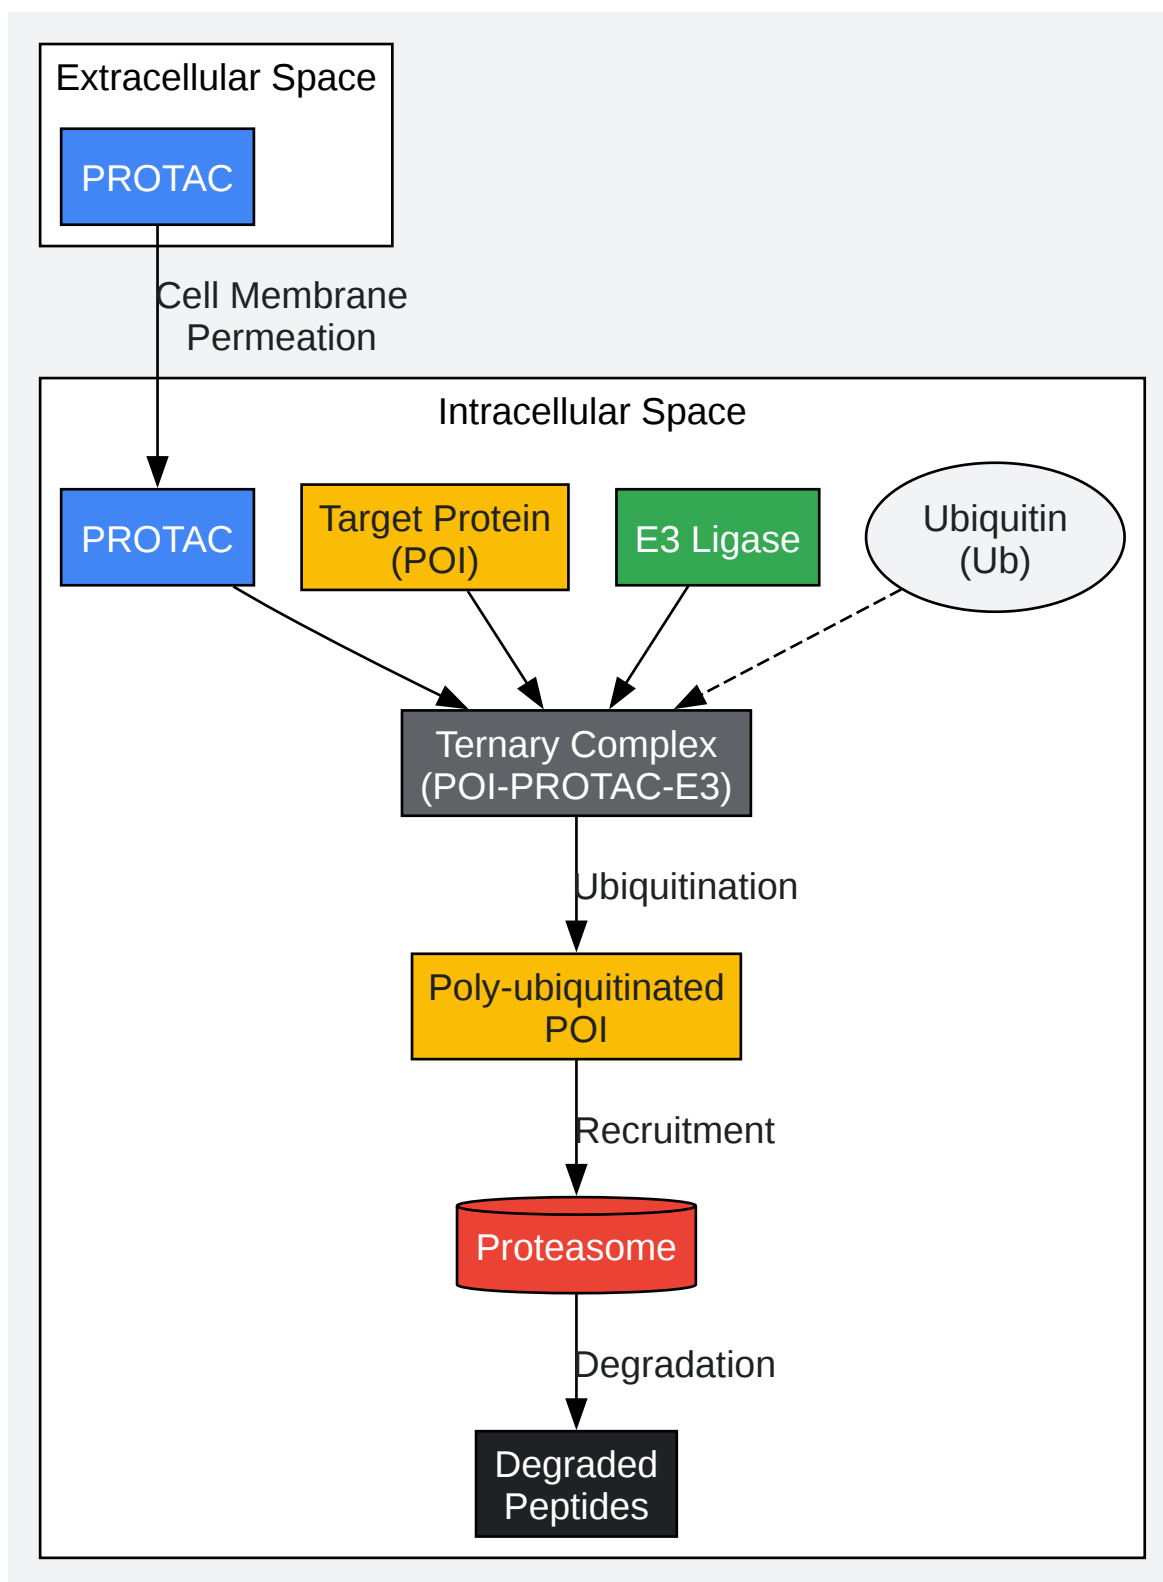 Extracellular Space
PROTAC
Cell Membrane
Permeation
Intracellular Space
PROTAC
Target Protein
(POI)
E3 Ligase
Ubiquitin
(Ub)
Ternary Complex
(POI-PROTAC-E3)
Ubiquitination
Poly-ubiquitinated
POI
Recruitment
Proteasome
Degradation
Degraded
Peptides